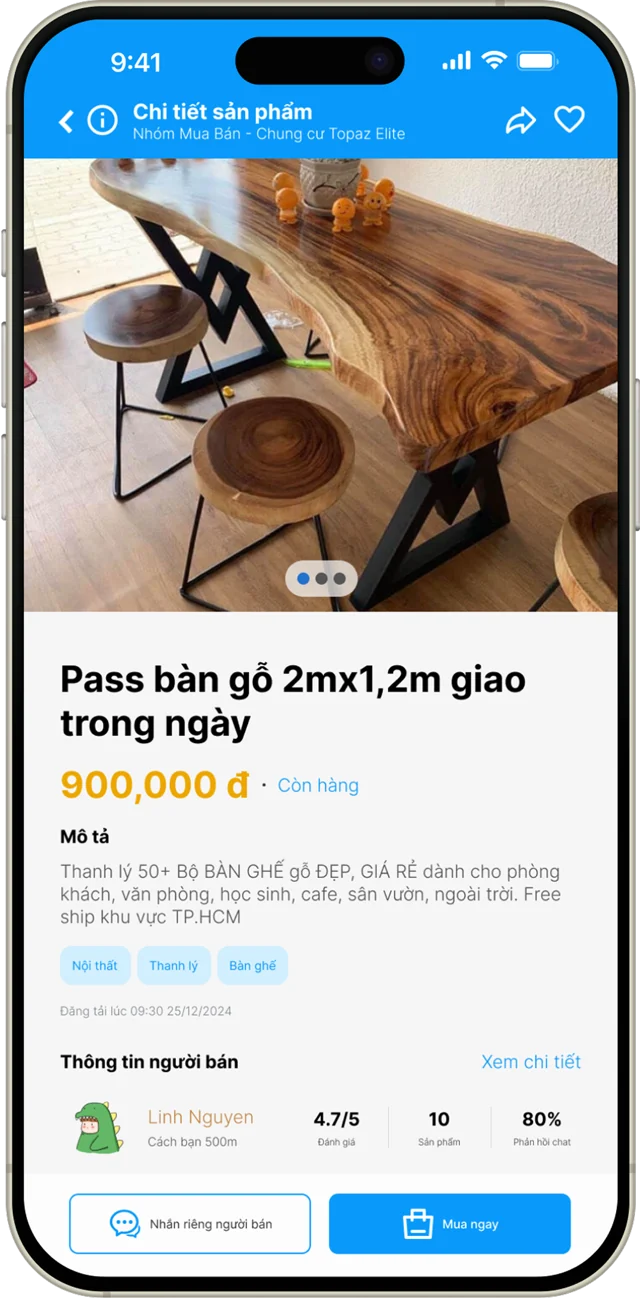 9:41
Chi tiết sản phẩm
Nhóm Mua Bán - Chung cư Topaz Elite
Pass bàn gỗ 2mx1,2m giao
trong ngày
900,000 đ · Còn hàng
Mô tả
Thanh lý 50+ Bộ BÀN GHẾ gỗ ĐẸP, GIÁ RẺ dành cho phòng
khách, văn phòng, học sinh, cafe, sân vườn, ngoài trời. Free
ship khu vực TP.HCM
Nội thất Thanh lý Bàn ghế
Đăng tải lúc 09:30 25/12/2024
Thông tin người bán Xem chi tiết
Linh Nguyen 4.7/5 10 80%
Cách bạn 500m Đánh giá Sản phẩm Phản hồi chat
Nhắn riêng người bán Mua ngay